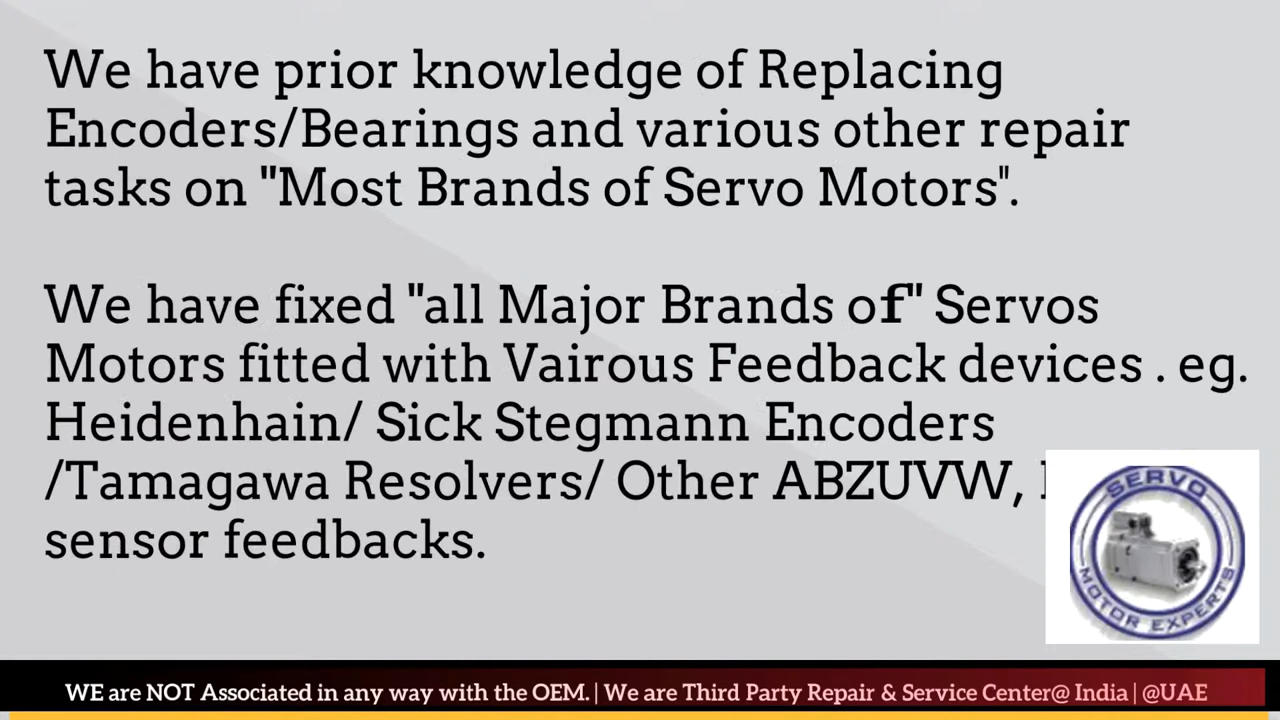 We have prior knowledge of Replacing
Encoders/Bearings and various other repair
tasks on "Most Brands of Servo Motors".
We have fixed "all Major Brands of" Servos
Motors fitted with Vairous Feedback devices . eg.
Heidenhain/ Sick Stegmann Encoders
/Tamagawa Resolvers/ Other ABZUVW,
sensor feedbacks.
SERVO
MOTOR EXPERTS
WE are NOT Associated in any way with the OEM. | We are Third Party Repair & Service Center@ India | @UAE